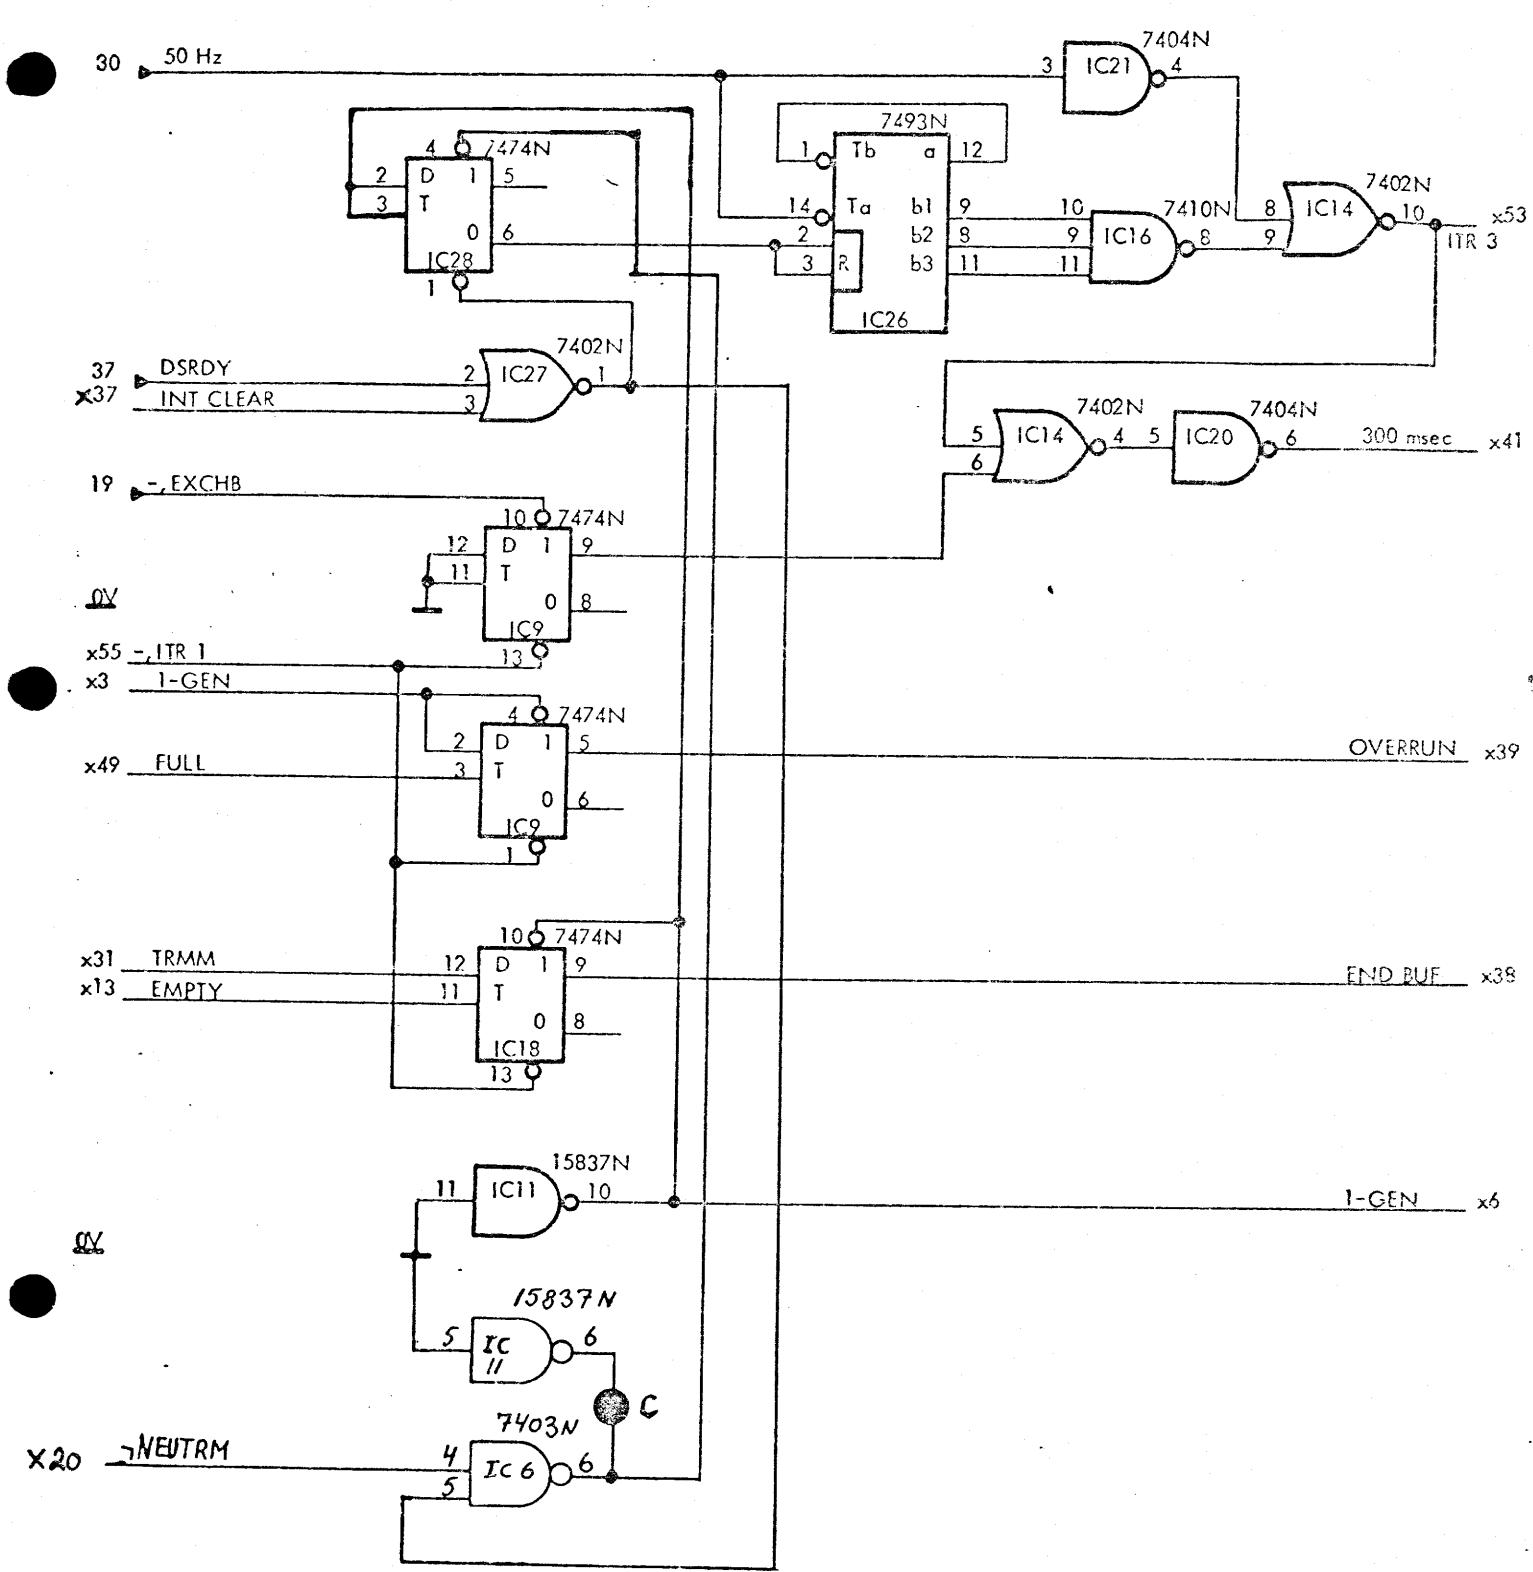 7404N
30 50 Hz 3 IC21 4
7493N
4 7474N 1 Tb a 12
2 D 1 5 7402N
3 T 14 Ta b1 9 10 7410N 8 IC14 10 x53
0 6 2 b2 8 9 IC16 8 9 ITR 3
IC28 3 R b3 11 11
1 IC26
7402N
37 DSRDY 2 IC27 1
x37 INT CLEAR 3
7402N 7404N
5 IC14 4 5 IC20 6 300 msec x41
6
19 -,EXCHB
10 7474N
12 D 1 9
11 T
0V 0 8
IC9
x55 -,ITR 1 13
x3 1-GEN
4 7474N
2 D 1 5 OVERRUN x39
x49 FULL 3 T
0 6
IC9
1
10 7474N
x31 TRMM 12 D 1 9 END BUF x38
x13 EMPTY 11 T
0 8
IC18
13
15837N
11 IC11 10 1-GEN x6
0V
15837N
5 IC 6
11
C
7403N
X20 ¬NEUTRM 4 IC6 6
5